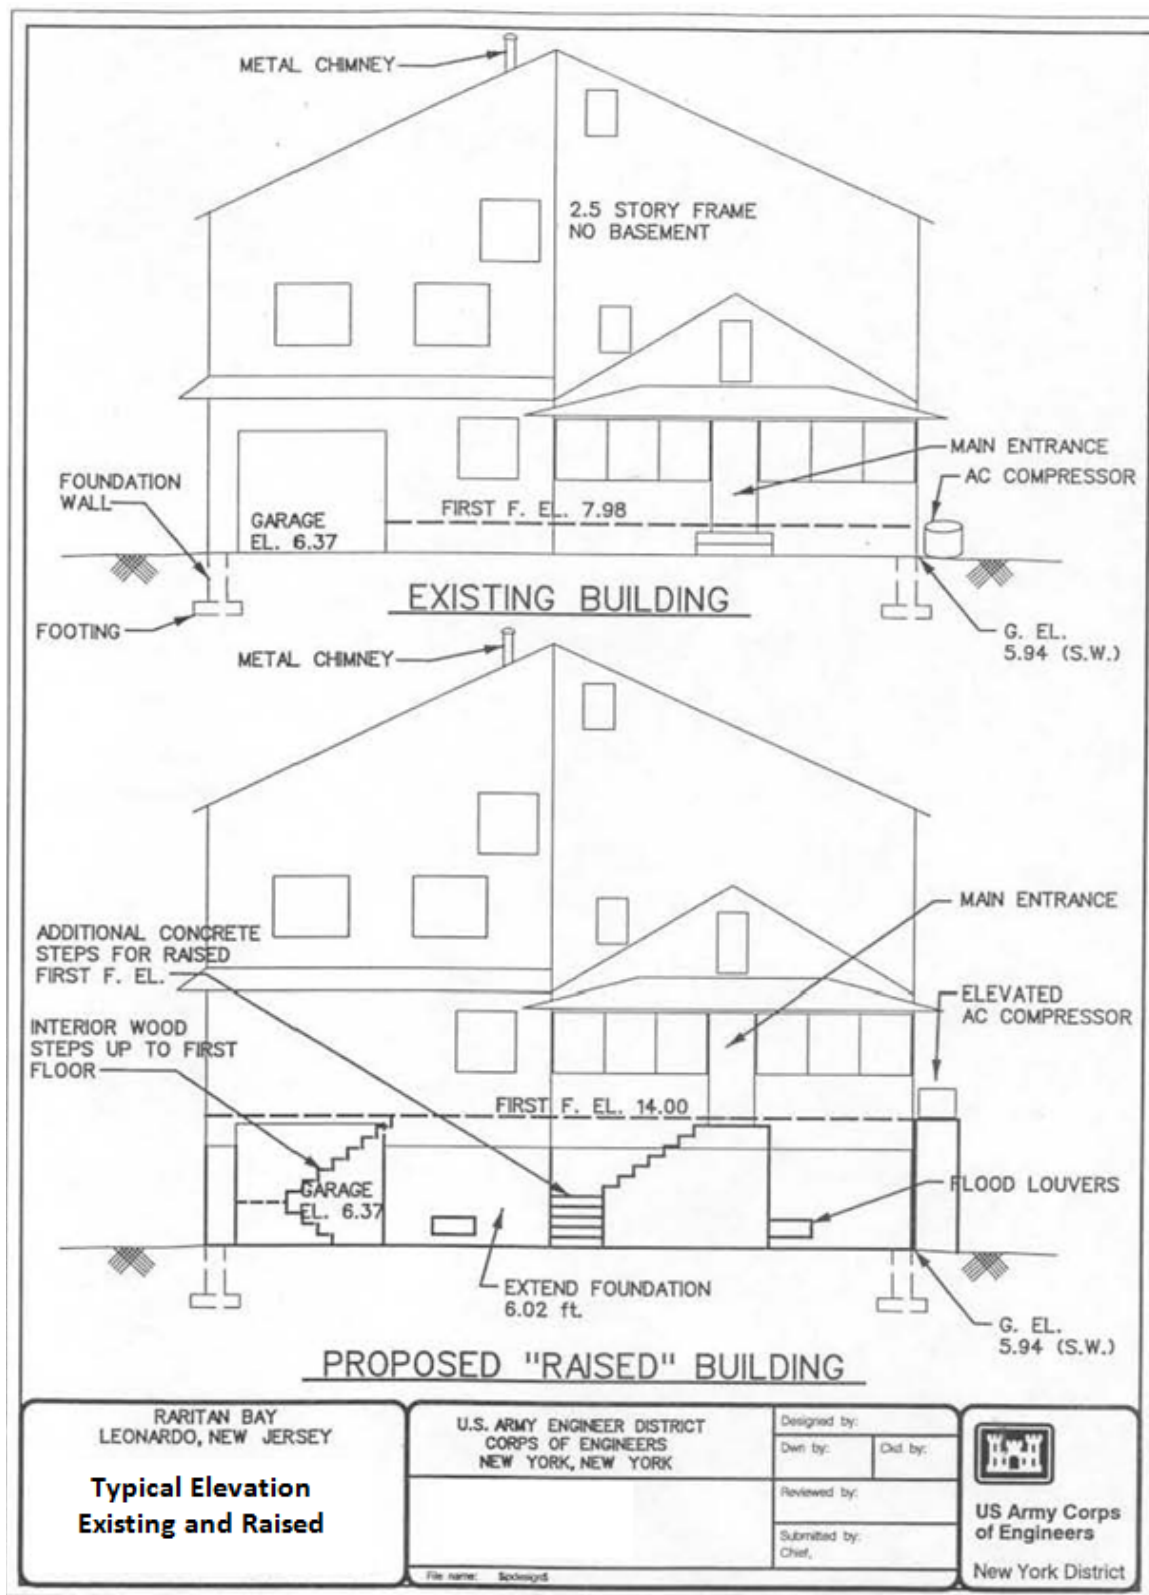 METAL CHIMNEY
2.5 STORY FRAME
NO BASEMENT
MAIN ENTRANCE
AC COMPRESSOR
FOUNDATION
WALL
FIRST F. EL. 7.98
GARAGE
EL. 6.37
EXISTING BUILDING
FOOTING
G. EL.
5.94 (S.W.)
METAL CHIMNEY
MAIN ENTRANCE
ADDITIONAL CONCRETE
STEPS FOR RAISED
FIRST F. EL.
ELEVATED
AC COMPRESSOR
INTERIOR WOOD
STEPS UP TO FIRST
FLOOR
FIRST F. EL. 14.00
GARAGE
EL. 6.37
FLOOD LOUVERS
EXTEND FOUNDATION
6.02 ft.
G. EL.
5.94 (S.W.)
PROPOSED "RAISED" BUILDING
RARITAN BAY
LEONARDO, NEW JERSEY
Typical Elevation
Existing and Raised
U.S. ARMY ENGINEER DISTRICT
CORPS OF ENGINEERS
NEW YORK, NEW YORK
File name: $pdesign$
Designed by:
Dwn by: Ckd by:
Reviewed by:
Submitted by:
Chief,
US Army Corps
of Engineers
New York District